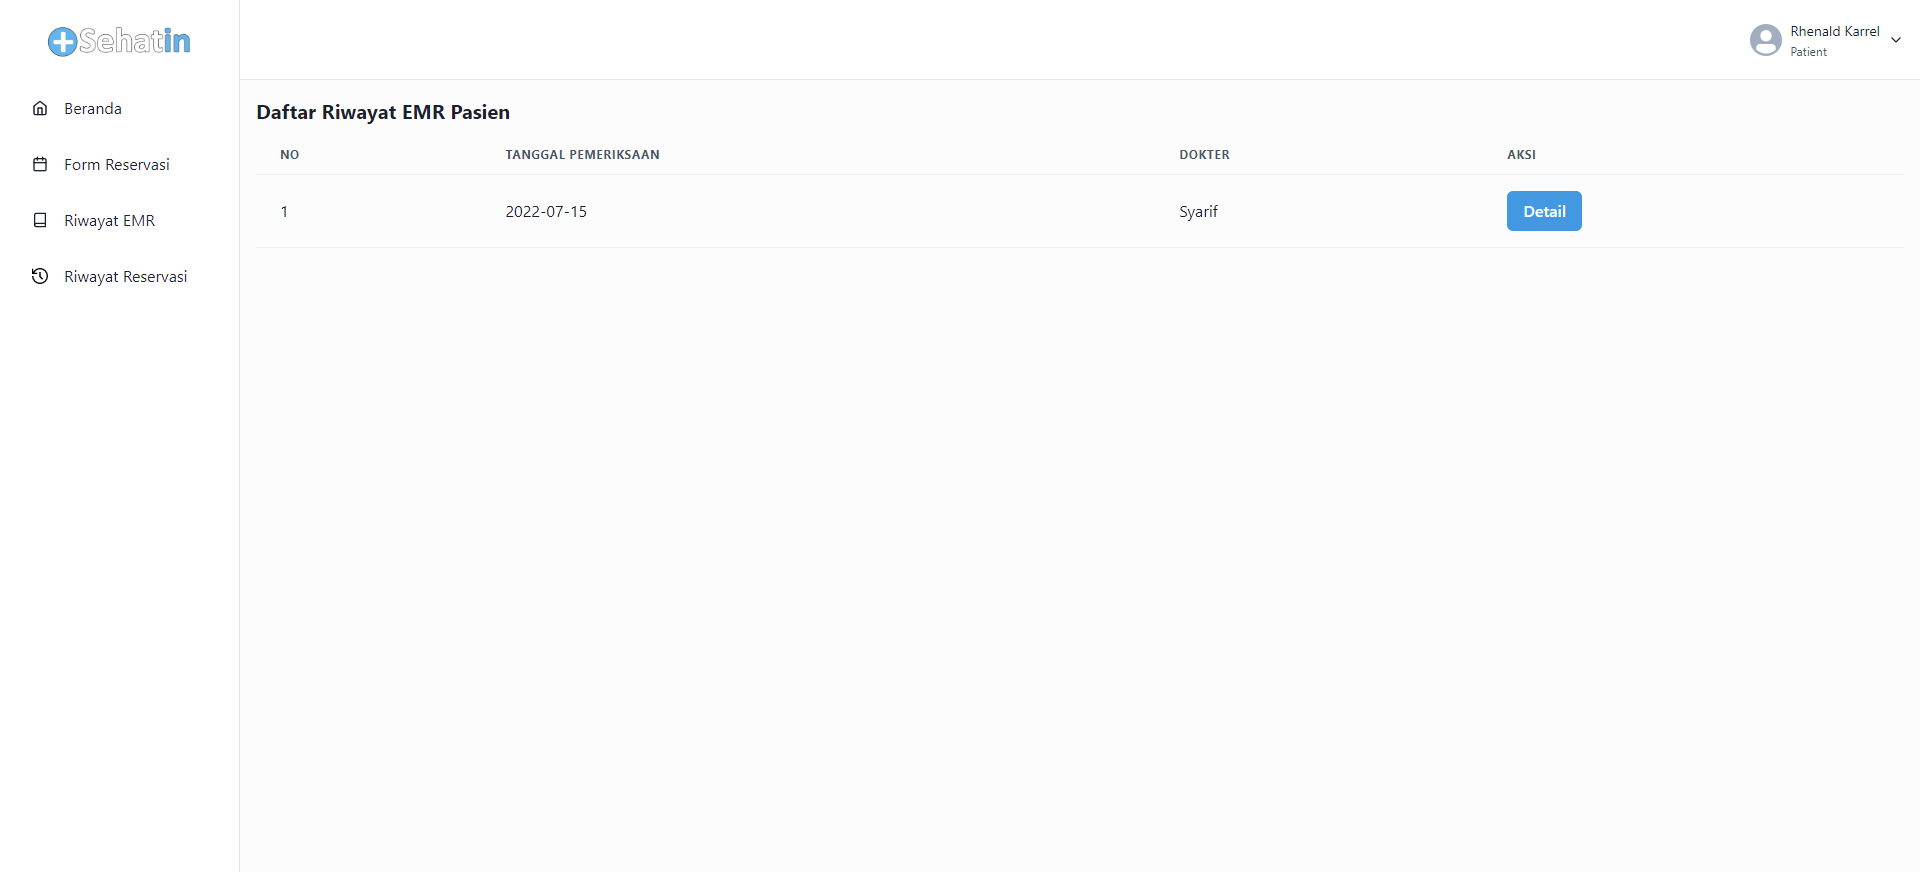 Sehatin
Rhenald Karrel
Patient
Beranda
Form Reservasi
Riwayat EMR
Riwayat Reservasi
Daftar Riwayat EMR Pasien
NO TANGGAL PEMERIKSAAN DOKTER AKSI
1 2022-07-15 Syarif Detail